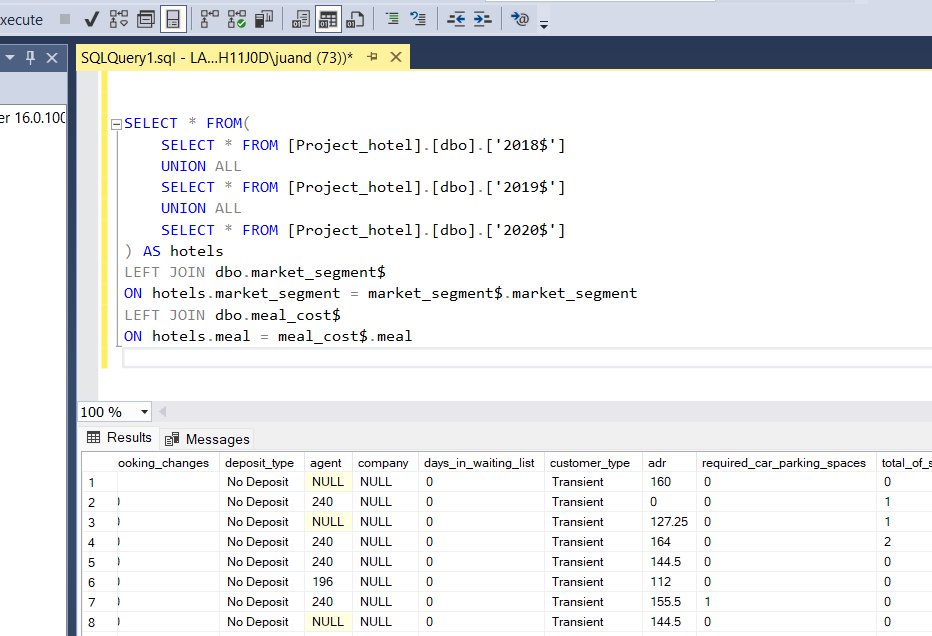 xecute
SQLQuery1.sql - LA...H11J0D\juand (73))*
er 16.0.100
SELECT * FROM(
SELECT * FROM [Project_hotel].[dbo].['2018$']
UNION ALL
SELECT * FROM [Project_hotel].[dbo].['2019$']
UNION ALL
SELECT * FROM [Project_hotel].[dbo].['2020$']
) AS hotels
LEFT JOIN dbo.market_segment$
ON hotels.market_segment = market_segment$.market_segment
LEFT JOIN dbo.meal_cost$
ON hotels.meal = meal_cost$.meal
100 %
Results Messages
ooking_changes deposit_type agent company days_in_waiting_list customer_type adr required_car_parking_spaces total_of_s
1 No Deposit NULL NULL 0 Transient 160 0 0
2 No Deposit 240 NULL 0 Transient 0 0 1
3 No Deposit NULL NULL 0 Transient 127.25 0 1
4 No Deposit 240 NULL 0 Transient 164 0 2
5 No Deposit 240 NULL 0 Transient 144.5 0 0
6 No Deposit 196 NULL 0 Transient 112 0 0
7 No Deposit 240 NULL 0 Transient 155.5 1 0
8 No Deposit NULL NULL 0 Transient 144.5 0 0